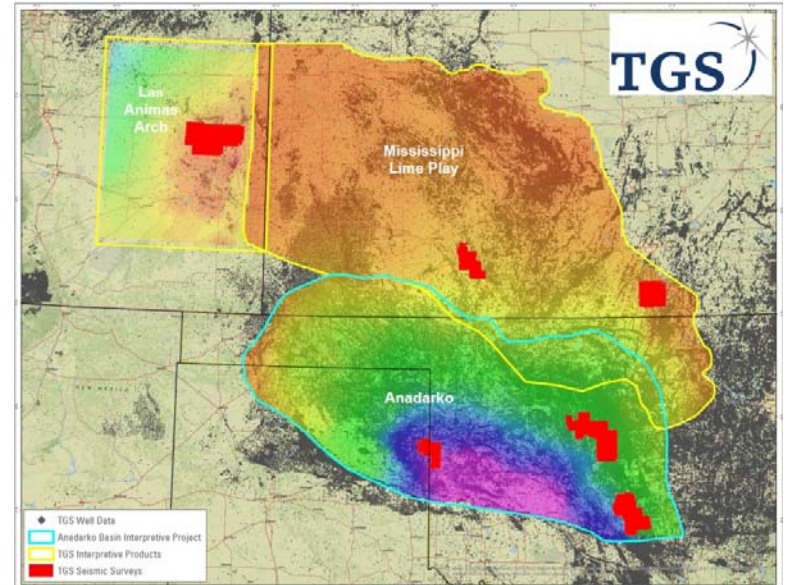 TGS
Las
Animas
Arch
Mississippi
Lime Play
NEW MEXICO
Anadarko
TGS Well Data
Anadarko Basin Interpretive Project
TGS Interpretive Products
TGS Seismic Surveys